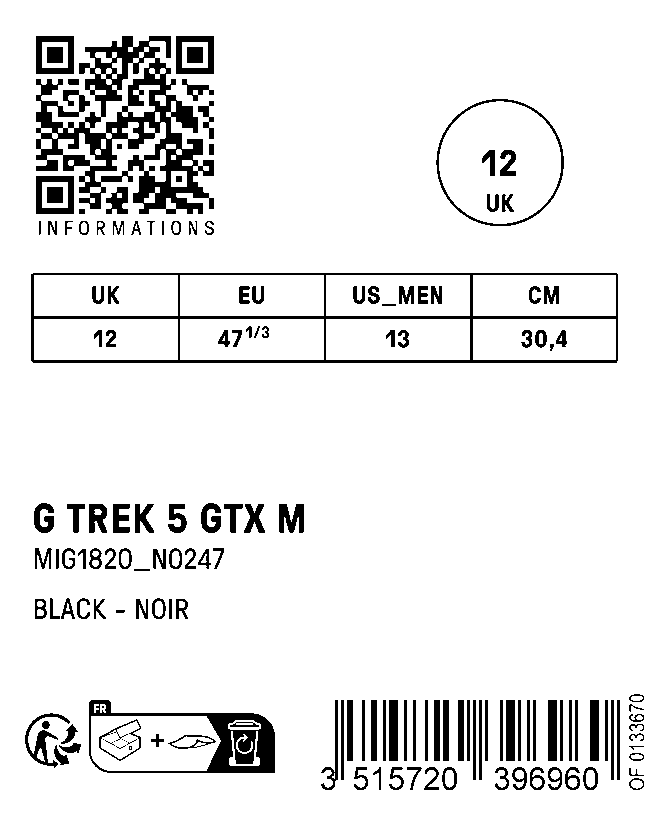 INFORMATIONS
12
UK
UK EU US_MEN CM
12 47 1/3 13 30,4
G TREK 5 GTX M
MIG1820_N0247
BLACK - NOIR
FR
3 515720 396960
OF 0133670